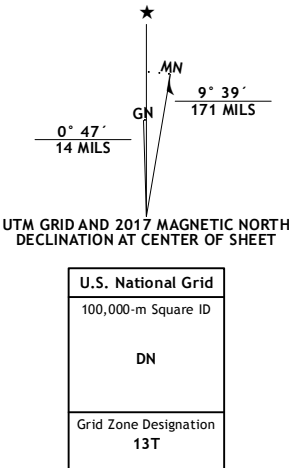 ★
MN
GN
9° 39´
171 MILS
0° 47´
14 MILS
UTM GRID AND 2017 MAGNETIC NORTH
DECLINATION AT CENTER OF SHEET
U.S. National Grid
100,000-m Square ID
DN
Grid Zone Designation
13T